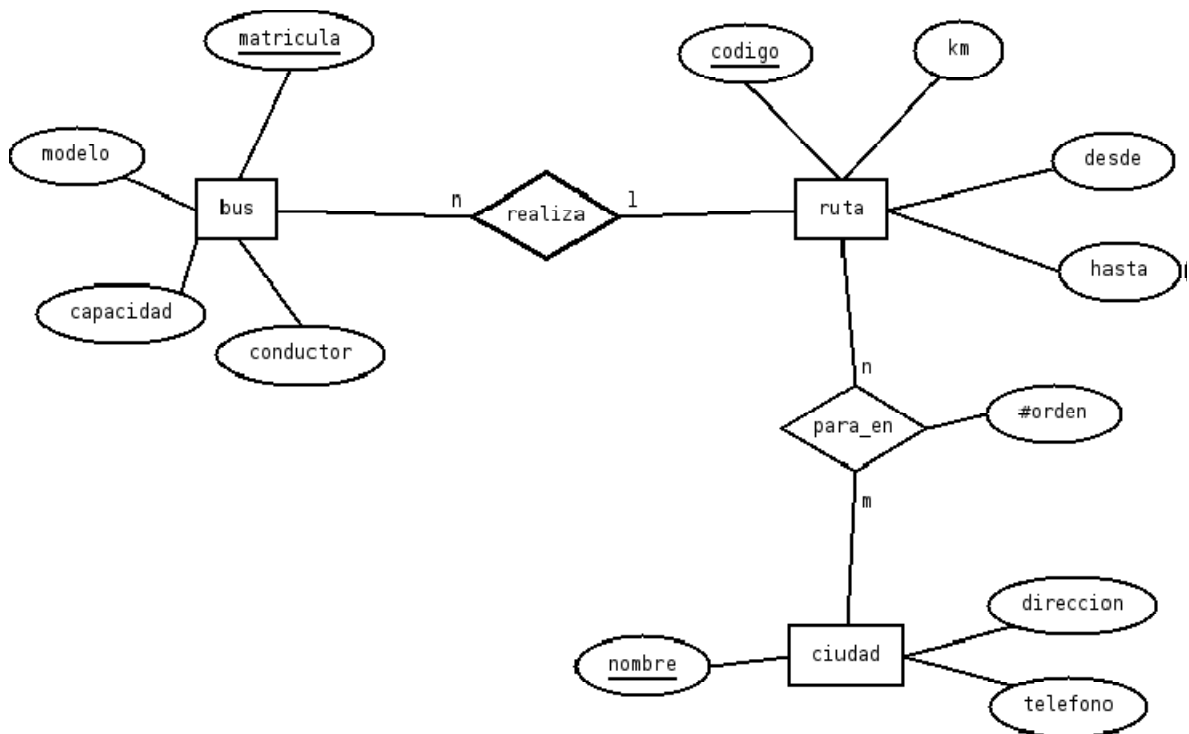 matricula
codigo
km
modelo
desde
bus
n
realiza
1
ruta
hasta
capacidad
conductor
n
para_en
#orden
m
direccion
ciudad
nombre
telefono